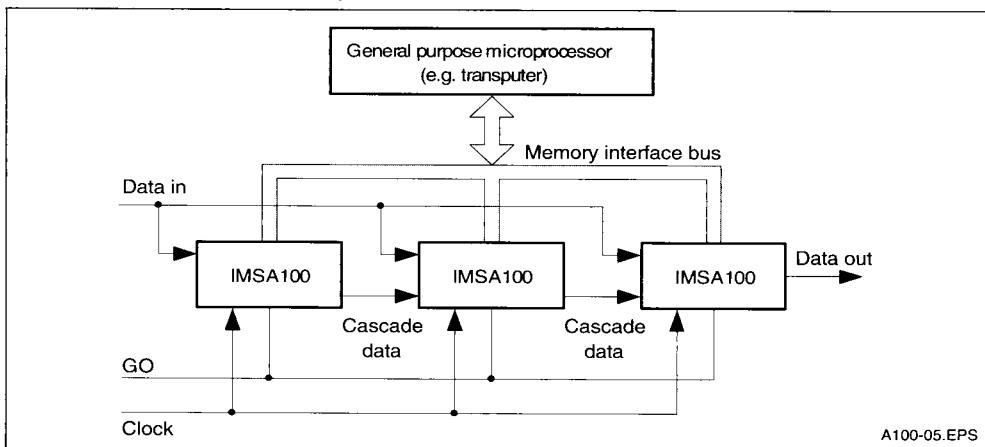 General purpose microprocessor
(e.g. transputer)
Memory interface bus
Data in
IMSA100
IMSA100
IMSA100
Data out
Cascade
data
Cascade
data
GO
Clock
A100-05.EPS